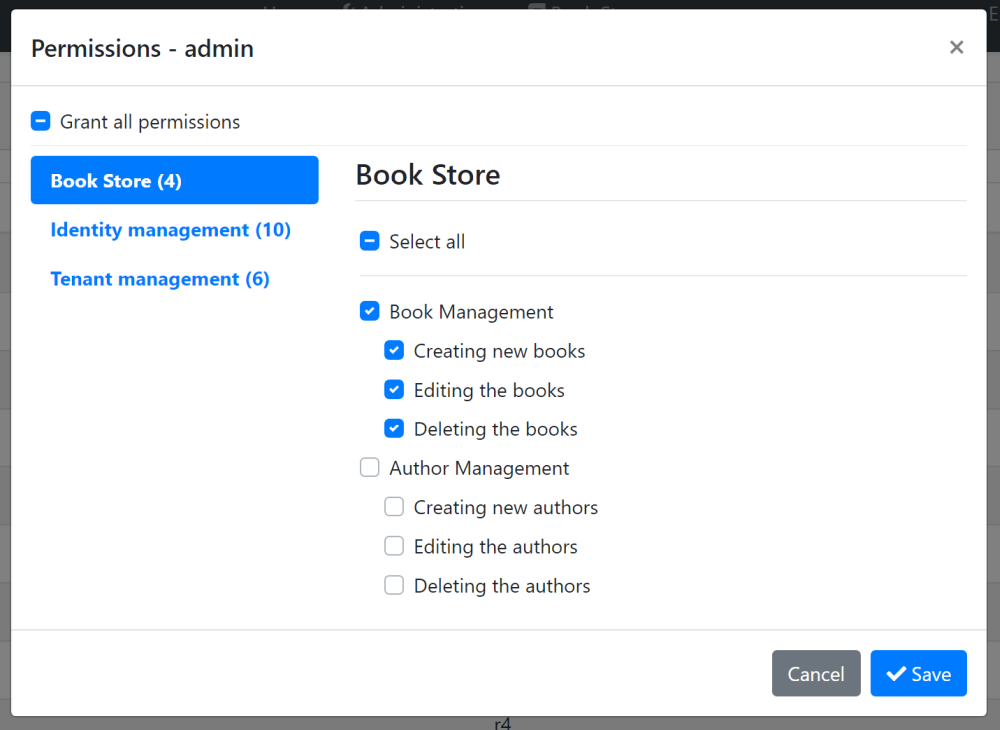 Permissions - admin
×
Grant all permissions
Book Store (4)
Identity management (10)
Tenant management (6)
Book Store
Select all
Book Management
Creating new books
Editing the books
Deleting the books
Author Management
Creating new authors
Editing the authors
Deleting the authors
Cancel
Save
r4